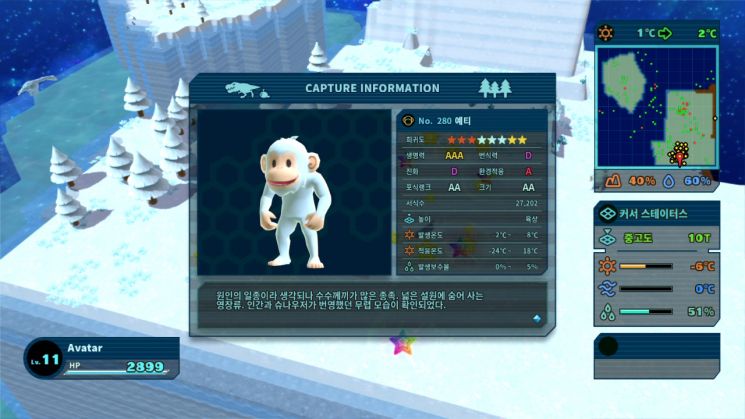 1℃ 2℃
CAPTURE INFORMATION
No. 280 예티
희귀도
생명력 AAA 번식력 D
진화 D 환경적응 A
포식랭크 AA 크기 AA
서식수 27,202
높이 육상
발생온도 2℃~ 8℃
적응온도 -24℃~ 18℃
발생보수율 0%~ 5%
원인의 일종이라 생각되나 수수께끼가 많은 종족. 넓은 설원에 숨어 사는
영장류. 인간과 슈나우저가 번영했던 무렵 모습이 확인되었다.
40% 60%
커서 스테이터스
중고도 10T
-6℃
0℃
51%
Lv.11 Avatar
HP 2899